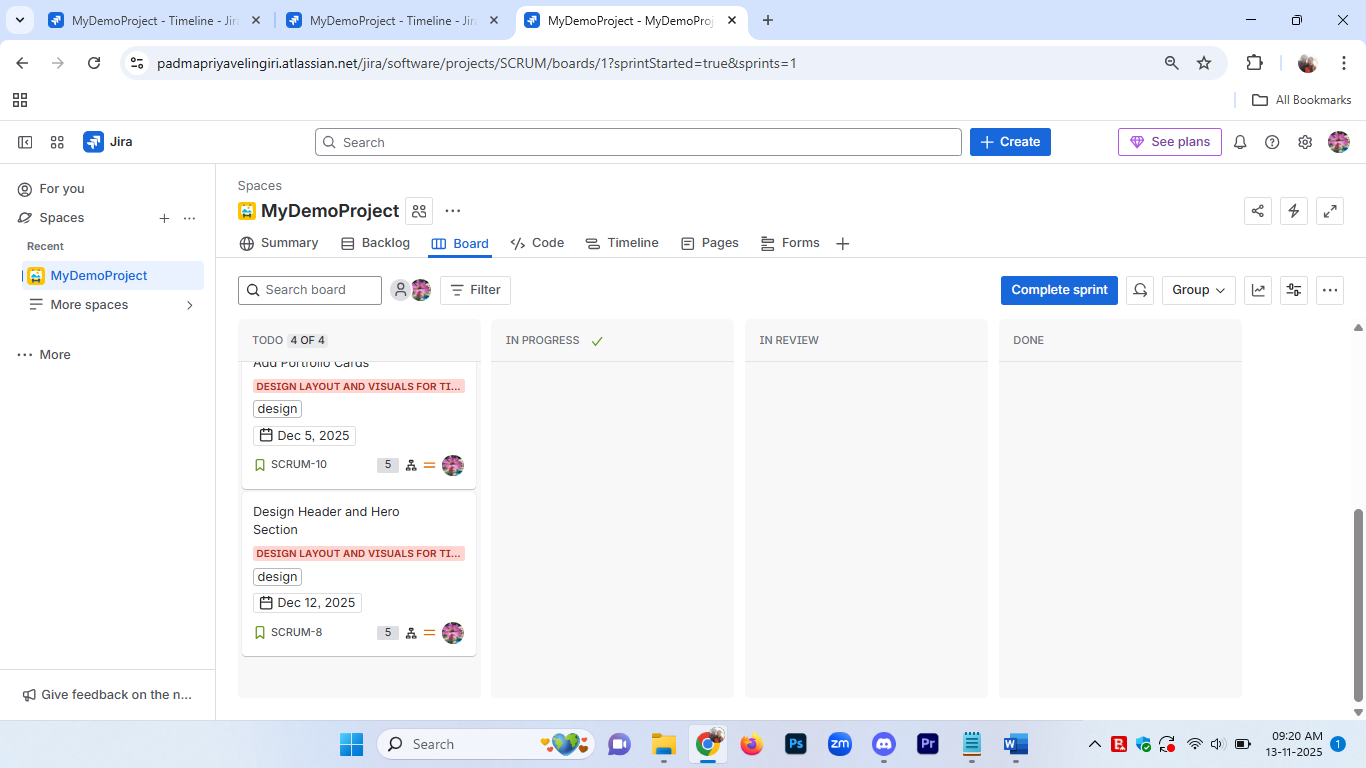 MyDemoProject - Timeline - Jir
MyDemoProject - Timeline - Jir
MyDemoProject - MyDemoProj
padmapriyavelingiri.atlassian.net/jira/software/projects/SCRUM/boards/1?sprintStarted=true&sprints=1
All Bookmarks
Jira
Search
Create
See plans
For you
Spaces
Recent
MyDemoProject
More spaces
More
Give feedback on the n...
Spaces
MyDemoProject
Summary
Backlog
Board
Code
Timeline
Pages
Forms
Search board
Filter
Complete sprint
Group
TODO 4 OF 4
IN PROGRESS
IN REVIEW
DONE
Add Portfolio Cards
DESIGN LAYOUT AND VISUALS FOR TI...
design
Dec 5, 2025
SCRUM-10 5
Design Header and Hero
Section
DESIGN LAYOUT AND VISUALS FOR TI...
design
Dec 12, 2025
SCRUM-8 5
Search
Ps
zm
Pr
W
09:20 AM
13-11-2025
1